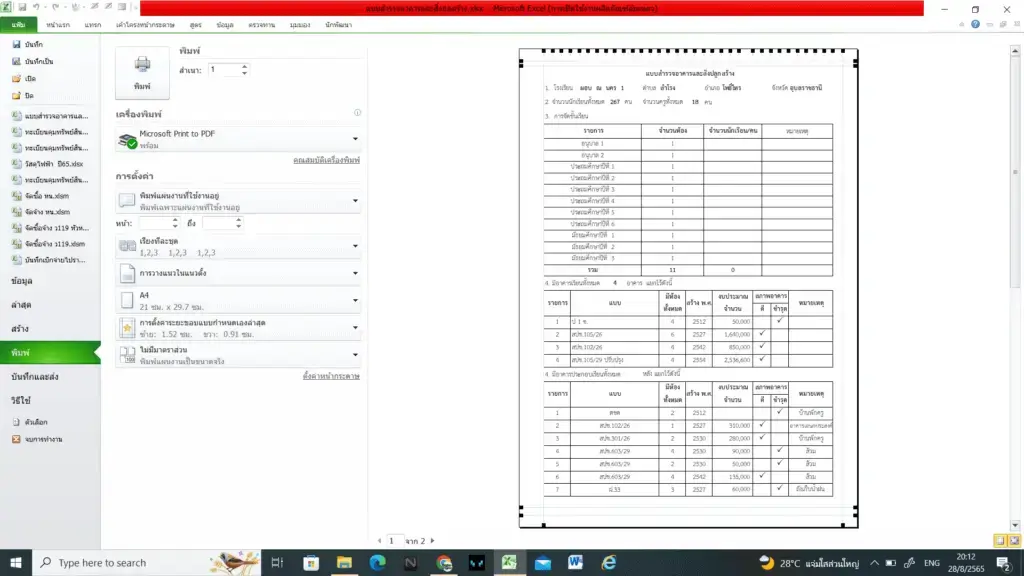 แบบสำรวจอาคารและสิ่งก่อสร้าง.xlsx - Microsoft Excel
แฟ้ม หน้าแรก แทรก เค้าโครงหน้ากระดาษ สูตร ข้อมูล ตรวจทาน มุมมอง นักพัฒนา
บันทึก
บันทึกเป็น
เปิด
ปิด
แบบสำรวจอาคารแล...
ทะเบียนคุมทรัพย์สิน...
ทะเบียนคุมทรัพย์สิน...
วัสดุไฟฟ้า ปี65.xlsx
ทะเบียนคุมทรัพย์สิน...
จัดซื้อ ทน.xlsm
จัดจ้าง ทน.xlsm
จัดซื้อจ้าง ว119 หัวห...
จัดซื้อจ้าง ว119.xlsm
บันทึกเบิกจ่ายไปรา...
ข้อมูล
ล่าสุด
สร้าง
พิมพ์
บันทึกและส่ง
วิธีใช้
ตัวเลือก
จบการทำงาน
พิมพ์
พิมพ์
สำเนา: 1
เครื่องพิมพ์
Microsoft Print to PDF
พร้อม
คุณสมบัติเครื่องพิมพ์
การตั้งค่า
พิมพ์แผ่นงานที่ใช้งานอยู่
พิมพ์เฉพาะแผ่นงานที่ใช้งานอยู่
หน้า: ถึง
เรียงทีละชุด
1,2,3 1,2,3 1,2,3
การวางแนวในแนวตั้ง
A4
21 ซม. x 29.7 ซม.
การตั้งค่าระยะขอบแบบกำหนดเองล่าสุด
ซ้าย: 1.52 ซม. ขวา: 0.91 ซม.
ไม่มีมาตราส่วน
พิมพ์แผ่นงานเป็นขนาดจริง
ตั้งค่าหน้ากระดาษ
แบบสำรวจอาคารและสิ่งปลูกสร้าง
1. โรงเรียน ผอบ ณ นคร 1 ตำบล สำโรง อำเภอ โพธิ์ไทร จังหวัด อุบลราชธานี
2. จำนวนนักเรียนทั้งหมด 267 คน จำนวนครูทั้งหมด 18 คน
3. การจัดชั้นเรียน
รายการ จำนวนห้อง จำนวนนักเรียน/คน หมายเหตุ
อนุบาล 1 1
อนุบาล 2 1
ประถมศึกษาปีที่ 1 1
ประถมศึกษาปีที่ 2 1
ประถมศึกษาปีที่ 3 1
ประถมศึกษาปีที่ 4 1
ประถมศึกษาปีที่ 5 1
ประถมศึกษาปีที่ 6 1
มัธยมศึกษาปีที่ 1 1
มัธยมศึกษาปีที่ 2 1
มัธยมศึกษาปีที่ 3 1
รวม 11 0
4. มีอาคารเรียนทั้งหมด 4 อาคาร แยกไว้ดังนี้
รายการ แบบ มีห้องทั้งหมด สร้าง พ.ศ. งบประมาณจำนวน สภาพอาคาร ดี ชำรุด หมายเหตุ
1 ป 1 ข. 4 2512 50,000 ✓
2 สปช.105/26 6 2527 1,640,000 ✓
3 สปช.102/26 4 2542 850,000 ✓
4 สปช.105/29 ปรับปรุง 4 2554 2,536,600 ✓
4. มีอาคารประกอบเรียนทั้งหมด หลัง แยกไว้ดังนี้
รายการ แบบ มีห้องทั้งหมด สร้าง พ.ศ. งบประมาณจำนวน สภาพอาคาร ดี ชำรุด หมายเหตุ
1 ตชด 2 2512 ✓ บ้านพักครู
2 สปช.102/26 1 2527 310,000 ✓
3 สปช.301/26 2 2530 280,000 ✓ บ้านพักครู
4 สปช.603/29 4 2530 90,000 ✓ ส้วม
5 สปช.603/29 2 2530 50,000 ✓ ส้วม
6 สปช.603/29 4 2542 135,000 ✓ ส้วม
7 ฝ.33 3 2527 60,000 ✓ ถังเก็บน้ำฝน
1 จาก 2
Type here to search
28°C แจ่มใสส่วนใหญ่ ENG 20:12
28/8/2565